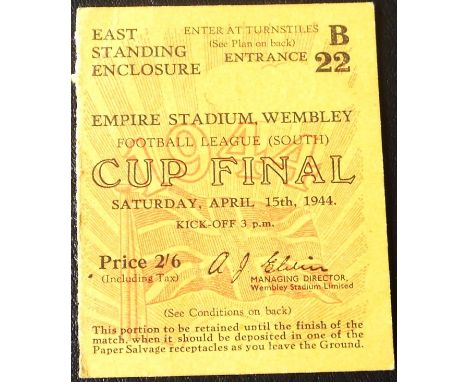 EAST
STANDING
ENCLOSURE
ENTER AT TURNSTILES
(See Plan on back)
ENTRANCE
B
22
EMPIRE STADIUM, WEMBLEY
FOOTBALL LEAGUE (SOUTH)
1944
CUP FINAL
SATURDAY, APRIL 15th, 1944.
KICK-OFF 3 p.m.
Price 2/6
(Including Tax)
A J Elvin
MANAGING DIRECTOR,
Wembley Stadium Limited
(See Conditions on back)
This portion to be retained until the finish of the
match, when it should be deposited in one of the
Paper Salvage receptacles as you leave the Ground.